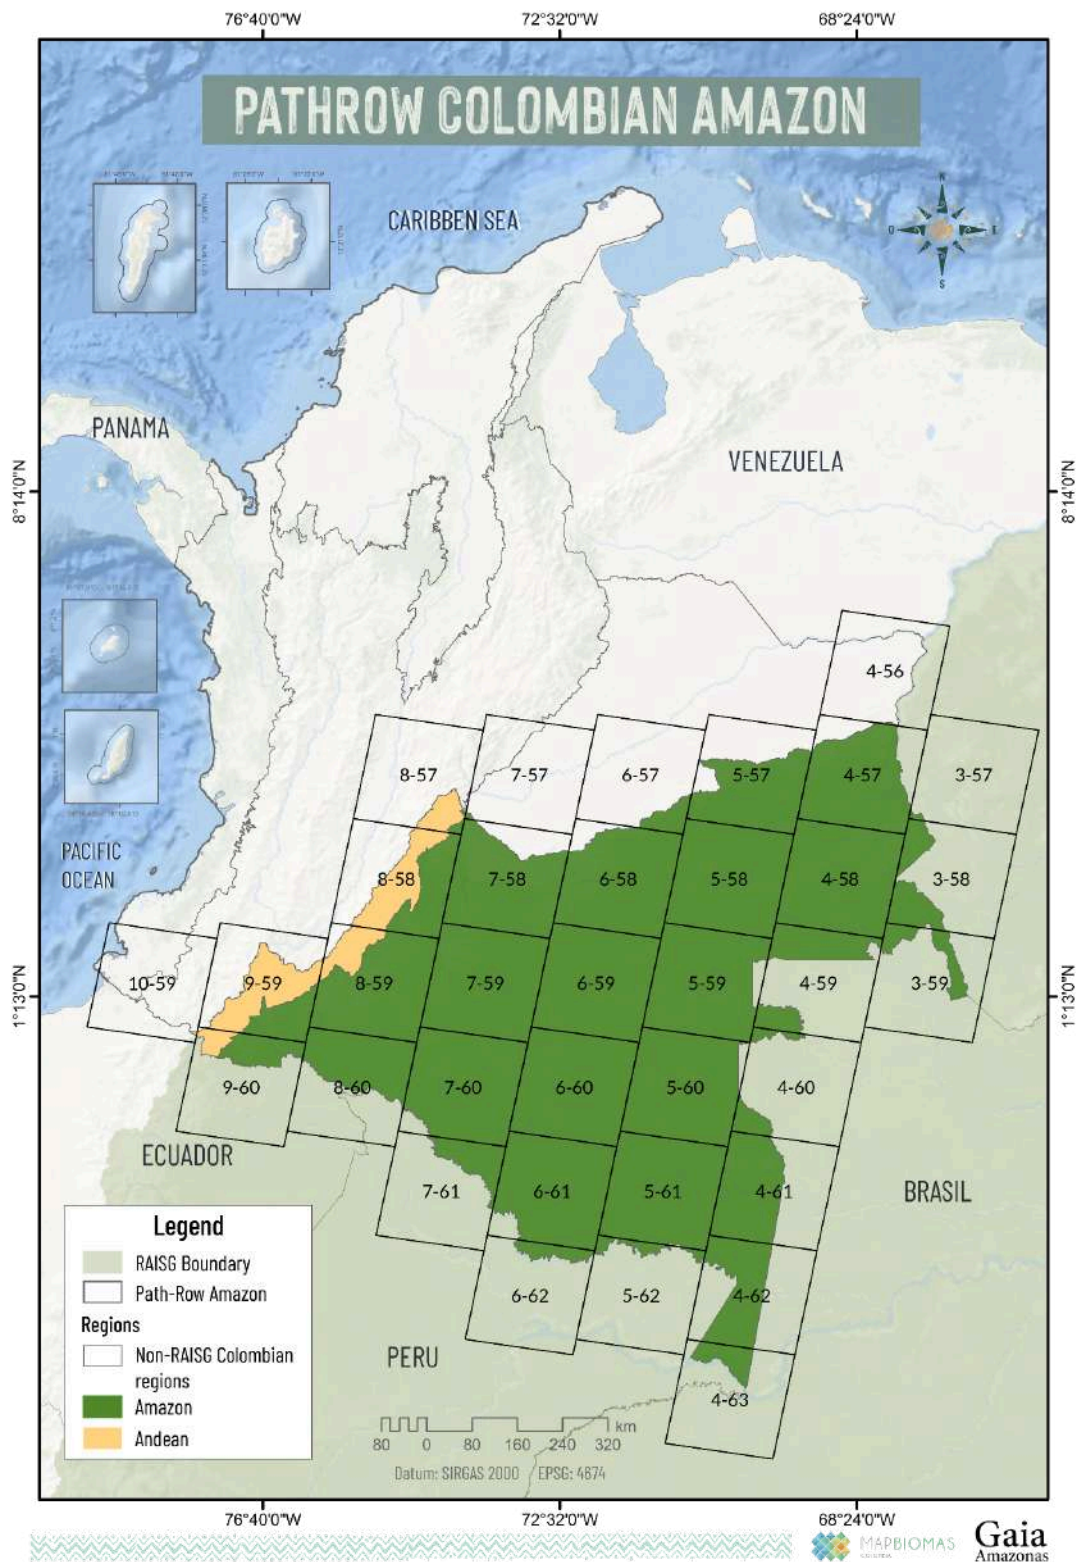 76°40'0"W 72°32'0"W 68°24'0"W
PATHROW COLOMBIAN AMAZON
N
O E
S
CARIBBEN SEA
PANAMA
VENEZUELA
8°14'0"N 8°14'0"N
4-56
8-57 7-57 6-57 5-57 4-57 3-57
PACIFIC
OCEAN
8-58 7-58 6-58 5-58 4-58 3-58
10-59 9-59 8-59 7-59 6-59 5-59 4-59 3-59
1°13'0"N 1°13'0"N
9-60 8-60 7-60 6-60 5-60 4-60
ECUADOR
7-61 6-61 5-61 4-61
BRASIL
6-62 5-62 4-62
PERU
4-63
Legend
RAISG Boundary
Path-Row Amazon
Regions
Non-RAISG Colombian
regions
Amazon
Andean
km
80 0 80 160 240 320
Datum: SIRGAS 2000 EPSG: 4674
76°40'0"W 72°32'0"W 68°24'0"W
MAPBIOMAS
COLOMBIA
Gaia
Amazonas